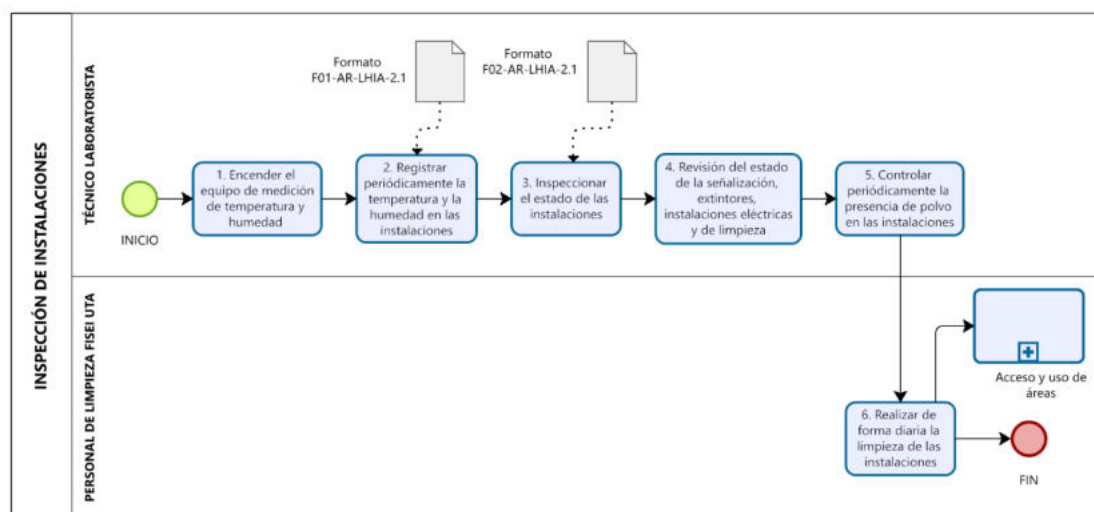 INSPECCIÓN DE INSTALACIONES
TÉCNICO LABORATORISTA
INICIO
1. Encender el
equipo de medición
de temperatura y
humedad
Formato
F01-AR-LHIA-2.1
2. Registrar
periódicamente la
temperatura y la
humedad en las
instalaciones
Formato
F02-AR-LHIA-2.1
3. Inspeccionar
el estado de las
instalaciones
4. Revisión del estado
de la señalización,
extintores,
instalaciones eléctricas
y de limpieza
5. Controlar
periódicamente la
presencia de polvo
en las instalaciones
PERSONAL DE LIMPIEZA FISEI UTA
6. Realizar de
forma diaria la
limpieza de las
instalaciones
Acceso y uso de
áreas
FIN